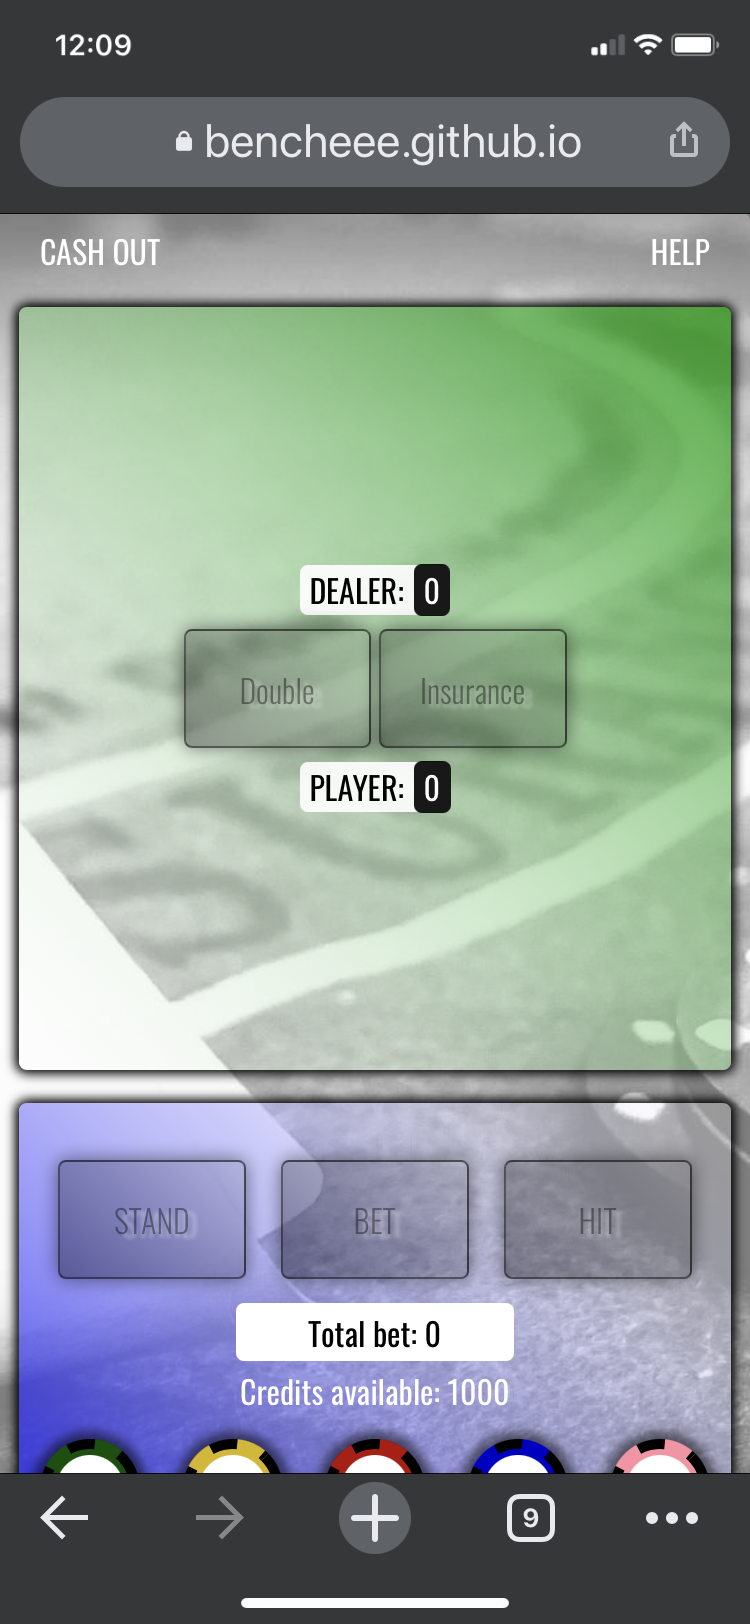 12:09
bencheee.github.io
CASH OUT HELP
DEALER: 0
Double Insurance
PLAYER: 0
STAND BET HIT
Total bet: 0
Credits available: 1000
9